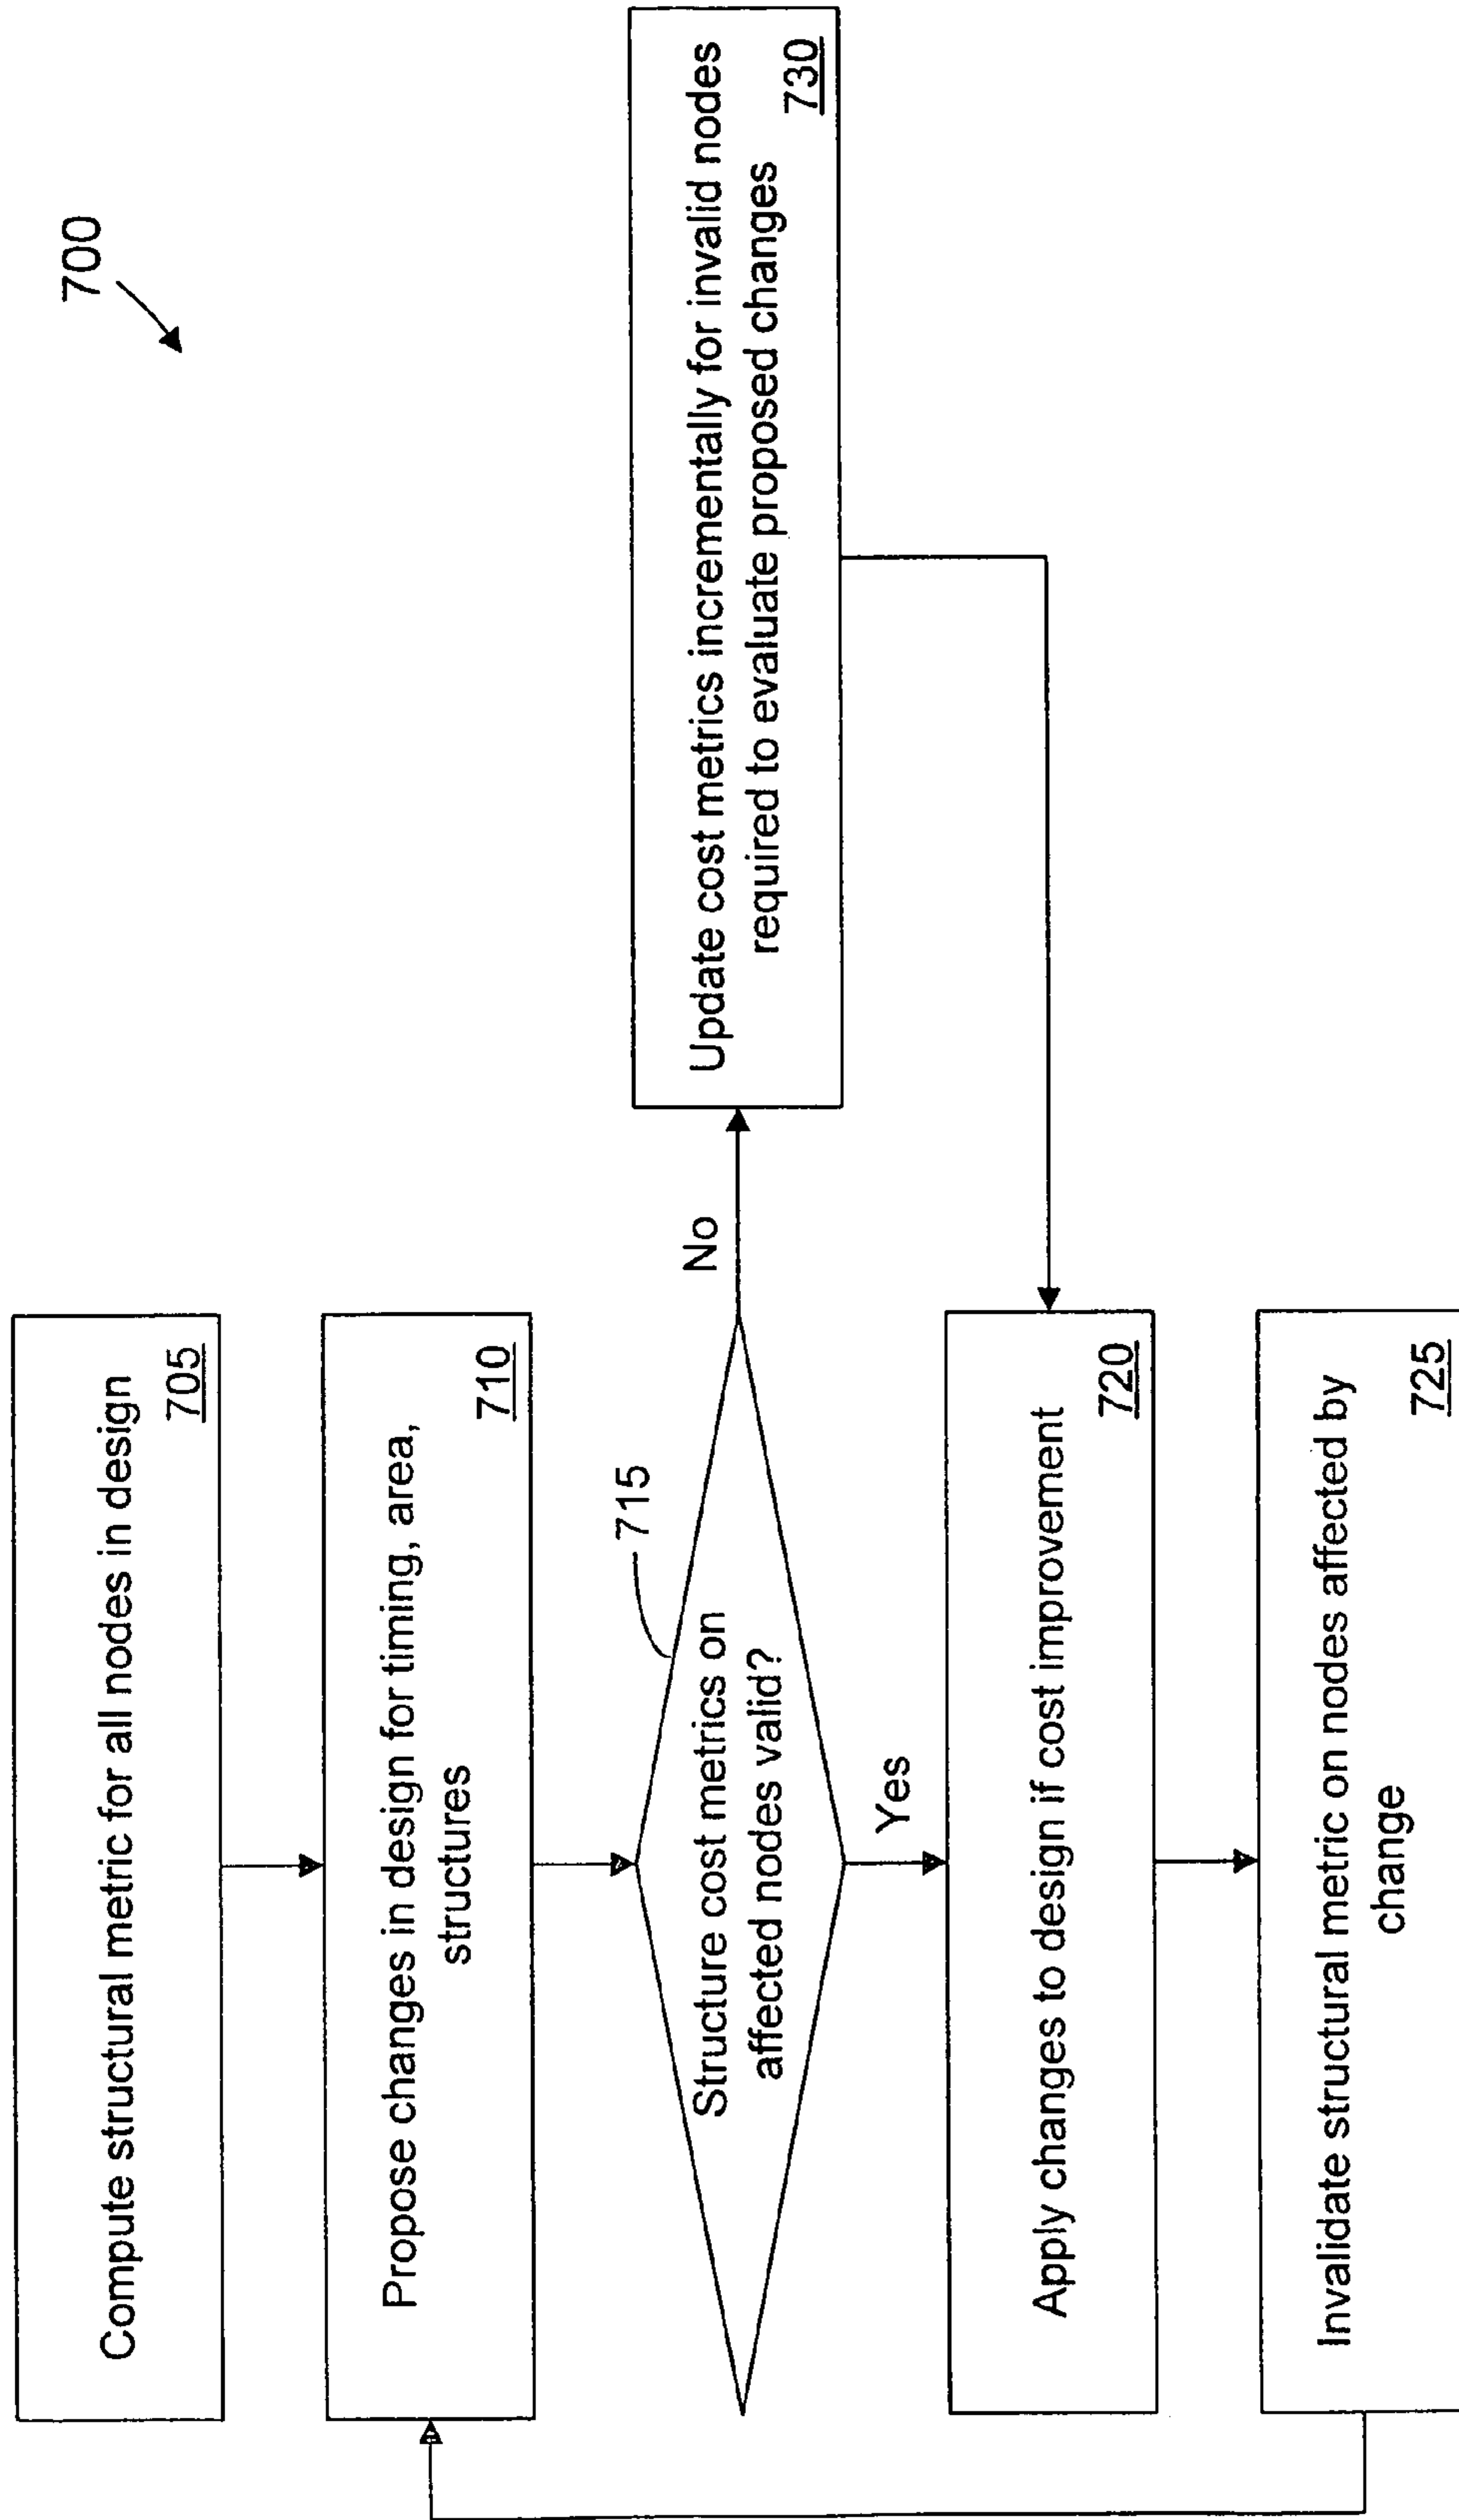 700
Compute structural metric for all nodes in design
705
Propose changes in design for timing, area,
structures
710
715
Structure cost metrics on
affected nodes valid?
No
Yes
Update cost metrics incrementally for invalid nodes
required to evaluate proposed changes
730
Apply changes to design if cost improvement
720
Invalidate structural metric on nodes affected by
change
725